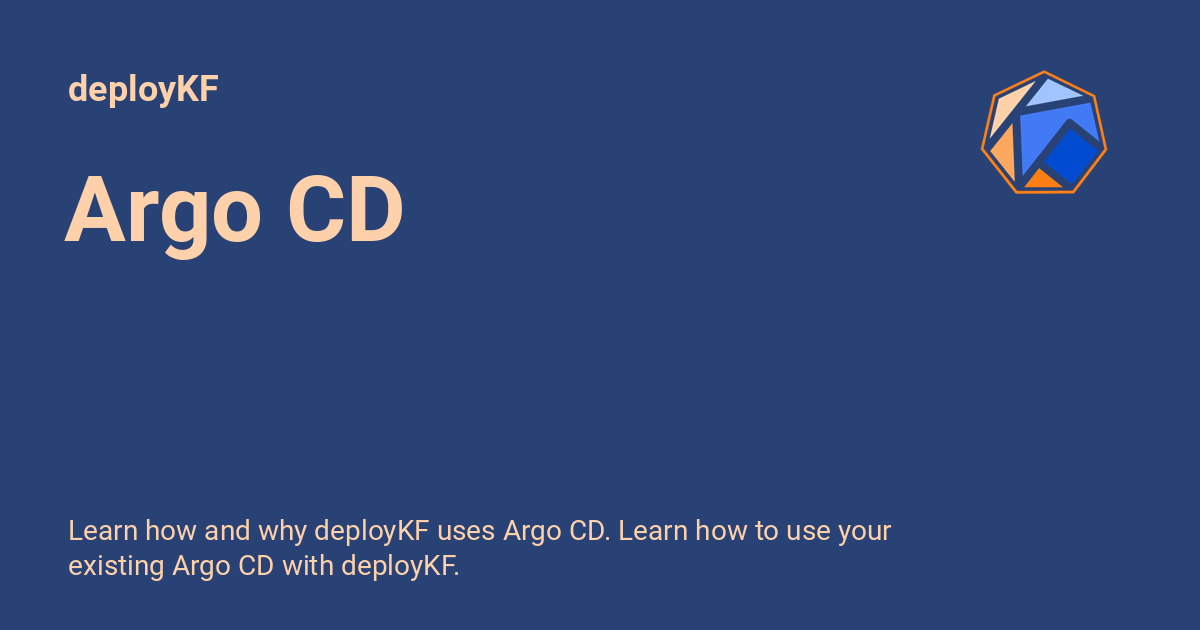 deployKF
Argo CD
Learn how and why deployKF uses Argo CD. Learn how to use your
existing Argo CD with deployKF.